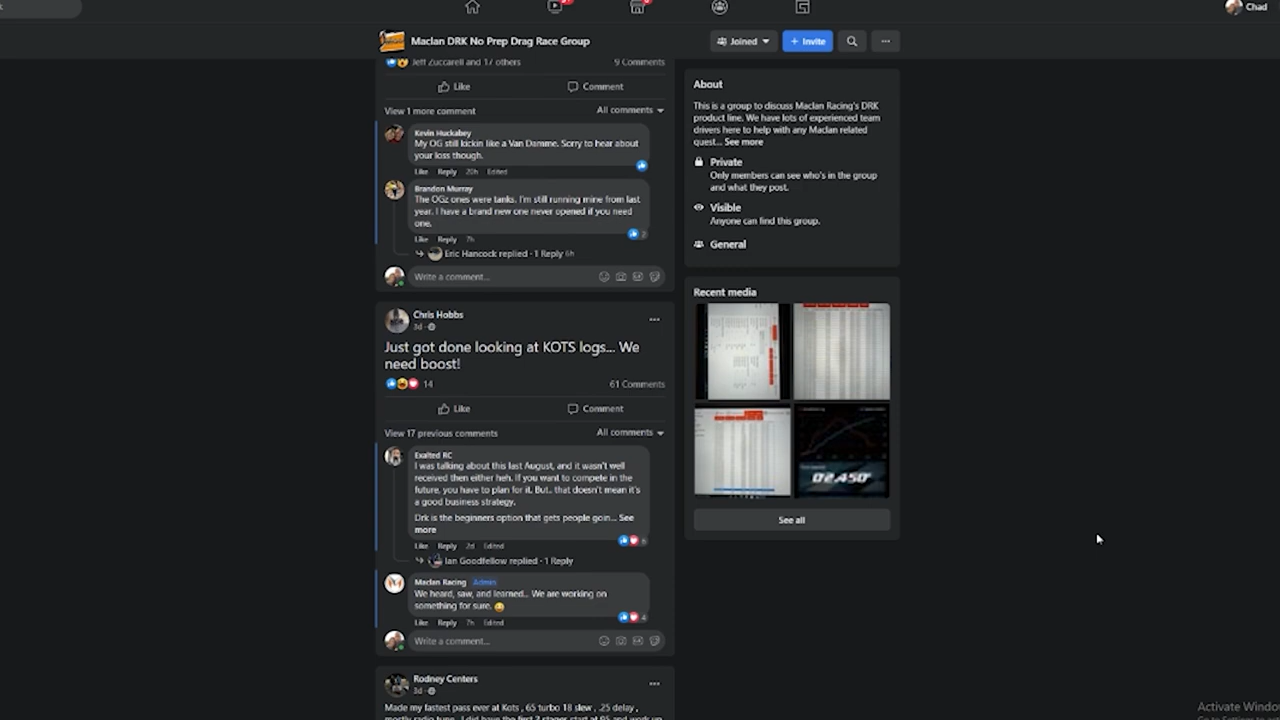 Chad
Maclan DRK No Prep Drag Race Group
Joined
+ Invite
Jeff Zuccarell and 17 others
9 Comments
Like
Comment
View 1 more comment
All comments
Kevin Huckabey
My OG still kickin like a Van Damme. Sorry to hear about
your loss though.
Like Reply 20h Edited
Brandon Murray
The OGz ones were tanks. I'm still running mine from last
year. I have a brand new one never opened if you need
one.
2
Like Reply 7h
Eric Hancock replied · 1 Reply 6h
Write a comment...
Chris Hobbs
3d
Just got done looking at KOTS logs... We
need boost!
14
61 Comments
Like
Comment
View 17 previous comments
All comments
Exalted RC
I was talking about this last August, and it wasn't well
received then either heh. If you want to compete in the
future, you have to plan for it. But.. that doesn't mean it's
a good business strategy.
Drk is the beginners option that gets people goin... See
more
Like Reply 2d Edited
Ian Goodfellow replied · 1 Reply
Maclan Racing Admin
We heard, saw, and learned... We are working on
something for sure.
4
Like Reply 7h Edited
Write a comment...
Rodney Centers
3d
Made my fastest pass ever at Kots , 65 turbo 18 slew , .25 delay ,
About
This is a group to discuss Maclan Racing's DRK
product line. We have lots of experienced team
drivers here to help with any Maclan related
quest... See more
Private
Only members can see who's in the group
and what they post.
Visible
Anyone can find this group.
General
Recent media
02.450
See all
Activate Windo